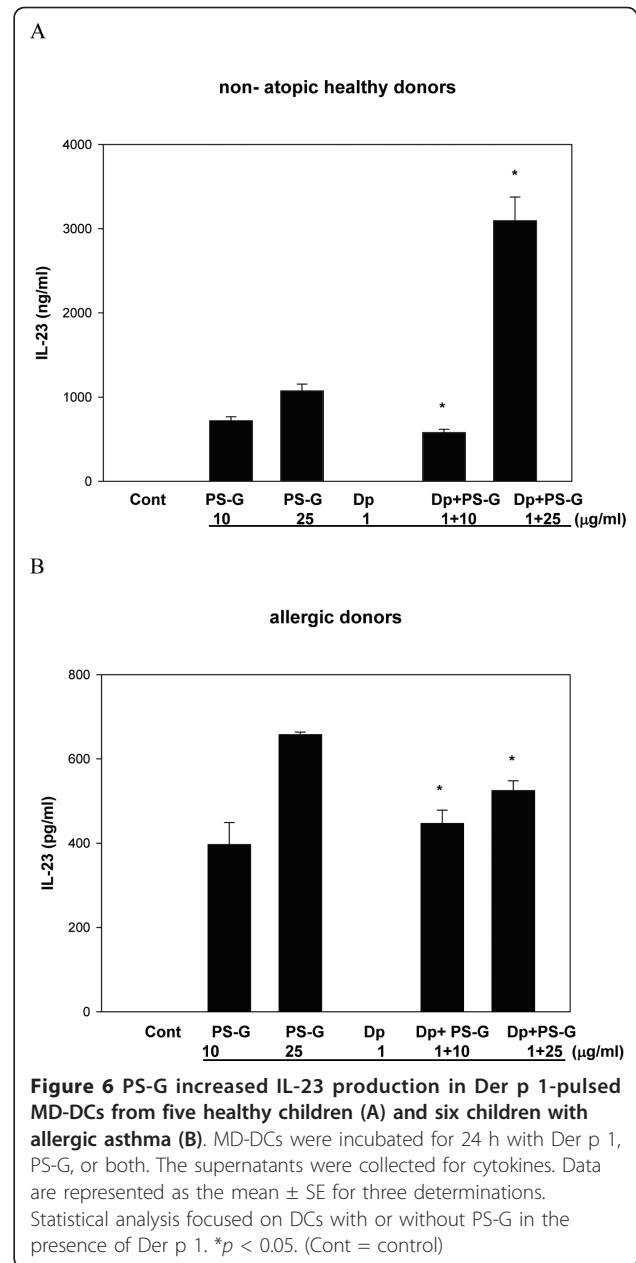 A
non- atopic healthy donors
4000
3000
2000
1000
0
IL-23 (ng/ml)
*
*
Cont PS-G PS-G Dp Dp+PS-G Dp+PS-G
10 25 1 1+10 1+25 (μg/ml)
B
allergic donors
800
600
400
200
0
IL-23 (pg/ml)
*
*
Cont PS-G PS-G Dp Dp+ PS-G Dp+PS-G
10 25 1 1+10 1+25 (μg/ml)
Figure 6 PS-G increased IL-23 production in Der p 1-pulsed
MD-DCs from five healthy children (A) and six children with
allergic asthma (B). MD-DCs were incubated for 24 h with Der p 1,
PS-G, or both. The supernatants were collected for cytokines. Data
are represented as the mean ± SE for three determinations.
Statistical analysis focused on DCs with or without PS-G in the
presence of Der p 1. *p < 0.05. (Cont = control)